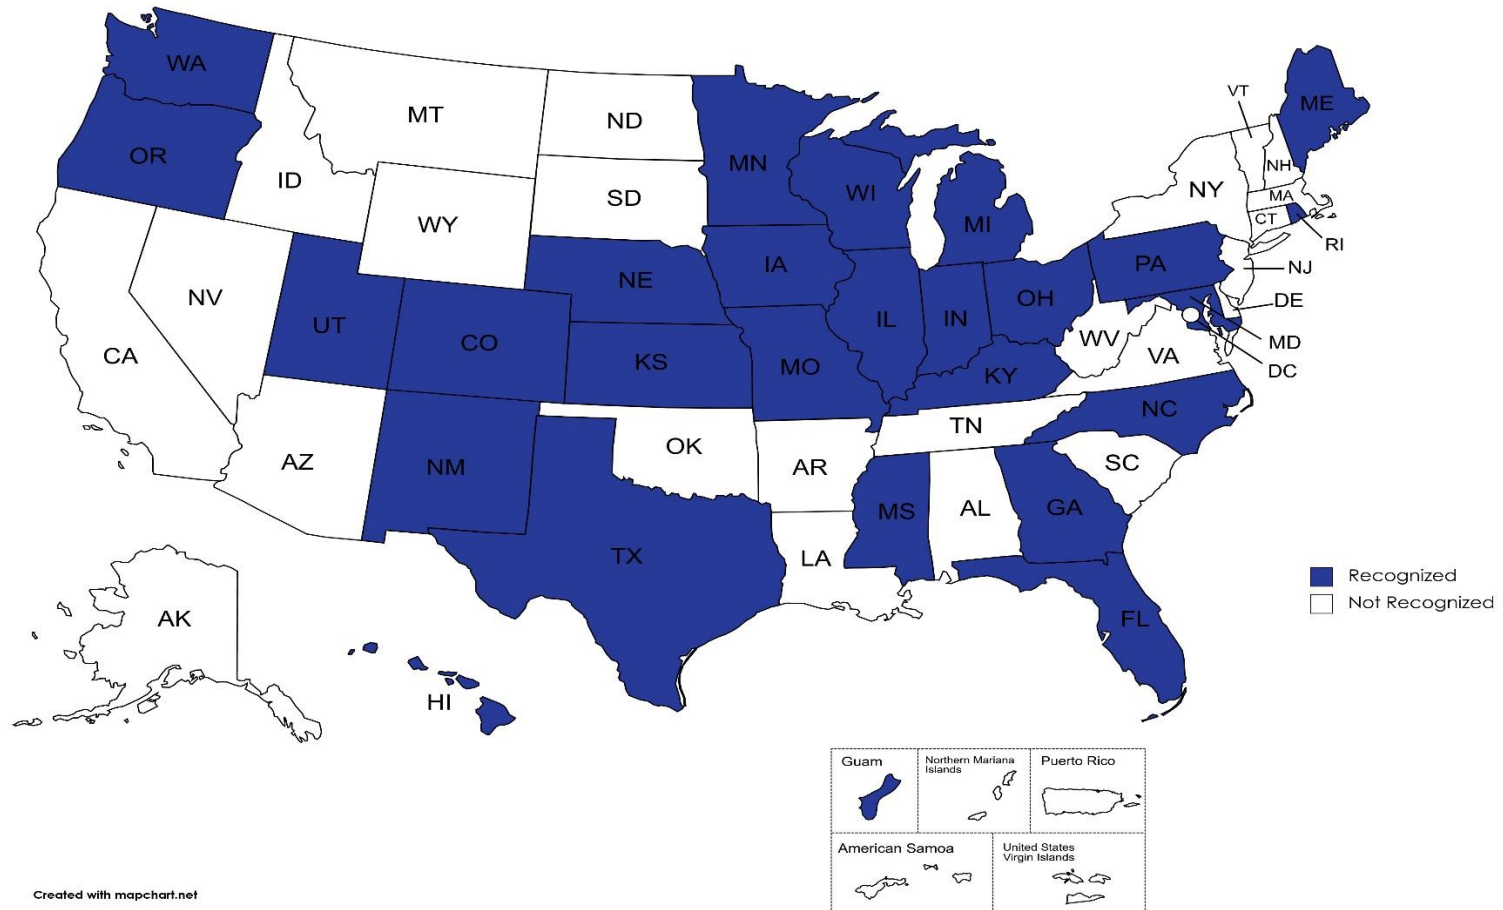 WA
MT
ND
MN
VT
ME
OR
ID
SD
WI
NH
NY
MA
WY
MI
CT
RI
IA
PA
NJ
NE
OH
NV
IL
IN
DE
UT
CO
WV
MD
CA
KS
MO
KY
VA
DC
NC
TN
AZ
NM
OK
AR
SC
MS
AL
GA
TX
LA
Recognized
Not Recognized
AK
FL
HI
Guam
Northern Mariana
Islands
Puerto Rico
American Samoa
United States
Virgin Islands
Created with mapchart.net